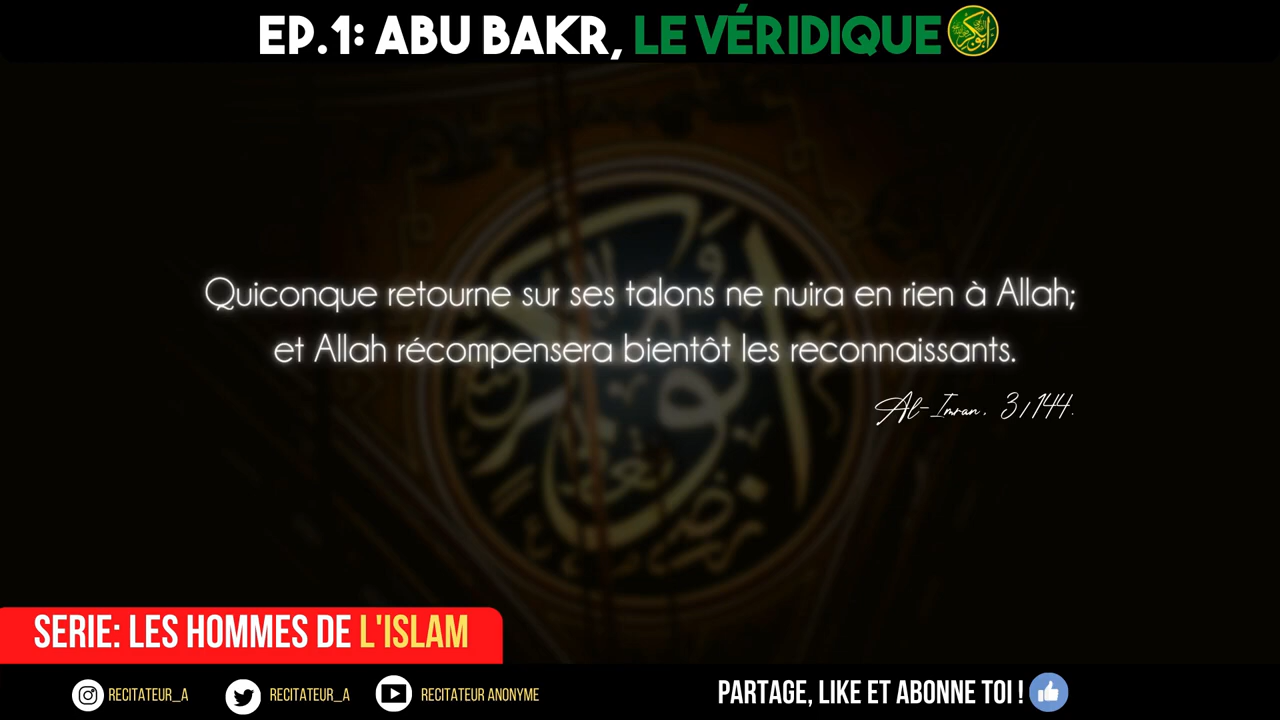 EP.1: ABU BAKR, LE VÉRIDIQUE
Quiconque retourne sur ses talons ne nuira en rien à Allah;
et Allah récompensera bientôt les reconnaissants.
Al-Imran, 3/144.
SERIE: LES HOMMES DE L'ISLAM
RECITATEUR_A RECITATEUR_A RECITATEUR ANONYME
PARTAGE, LIKE ET ABONNE TOI !